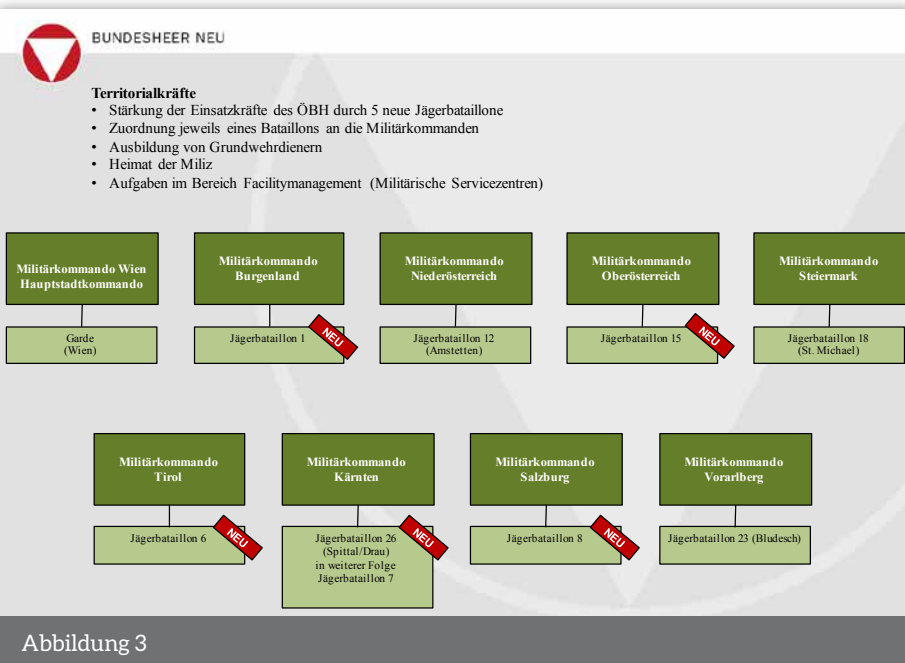 BUNDESHEER NEU
Territorialkräfte
• Stärkung der Einsatzkräfte des ÖBH durch 5 neue Jägerbataillone
• Zuordnung jeweils eines Bataillons an die Militärkommanden
• Ausbildung von Grundwehrdienern
• Heimat der Miliz
• Aufgaben im Bereich Facilitymanagement (Militärische Servicezentren)
Militärkommando Wien
Hauptstadtkommando
Garde
(Wien)
Militärkommando
Burgenland
Jägerbataillon 1
NEU
Militärkommando
Niederösterreich
Jägerbataillon 12
(Amstetten)
Militärkommando
Oberösterreich
Jägerbataillon 15
NEU
Militärkommando
Steiermark
Jägerbataillon 18
(St. Michael)
Militärkommando
Tirol
Jägerbataillon 6
NEU
Militärkommando
Kärnten
Jägerbataillon 26
(Spittal/Drau)
in weiterer Folge
Jägerbataillon 7
NEU
Militärkommando
Salzburg
Jägerbataillon 8
NEU
Militärkommando
Vorarlberg
Jägerbataillon 23 (Bludesch)
Abbildung 3